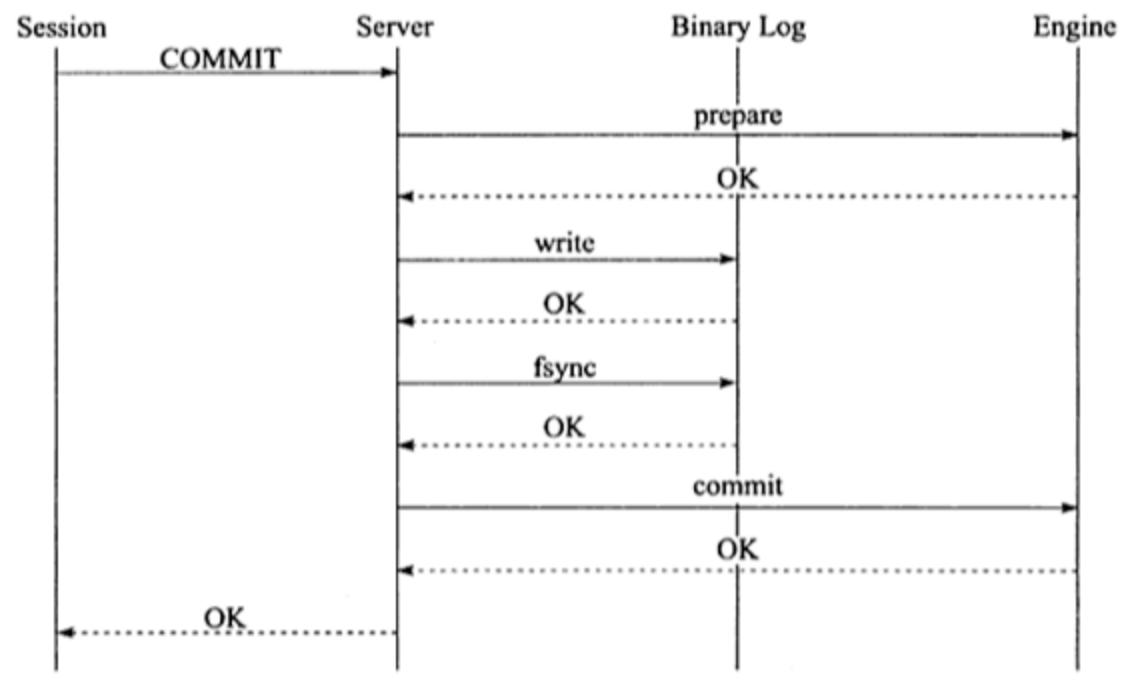 Session Server Binary Log Engine
COMMIT
prepare
OK
write
OK
fsync
OK
commit
OK
OK